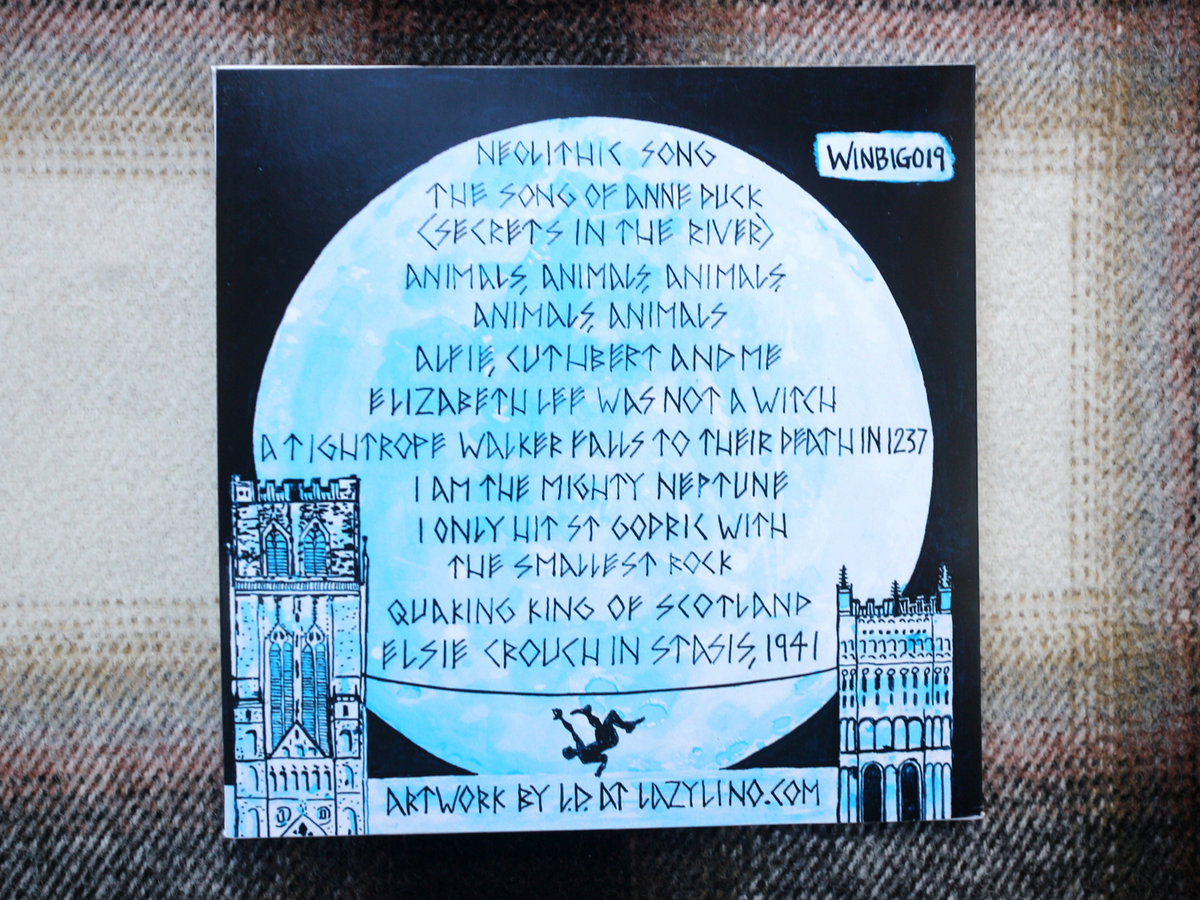 NEOLITHIC SONG
WINBIG019
THE SONG OF ANNE DUCK
(SECRETS IN THE RIVER)
ANIMALS, ANIMALS, ANIMALS,
ANIMALS, ANIMALS
ALFIE, CUTHBERT AND ME
ELIZABETH LEE WAS NOT A WITCH
A TIGHTROPE WALKER FALLS TO THEIR DEATH IN 1237
I AM THE MIGHTY NEPTUNE
I ONLY HIT ST GODRIC WITH
THE SMALLEST ROCK
QUAKING KING OF SCOTLAND
ELSIE CROUCH IN STASIS, 1941
ARTWORK BY I.D. AT LAZYLINO.COM